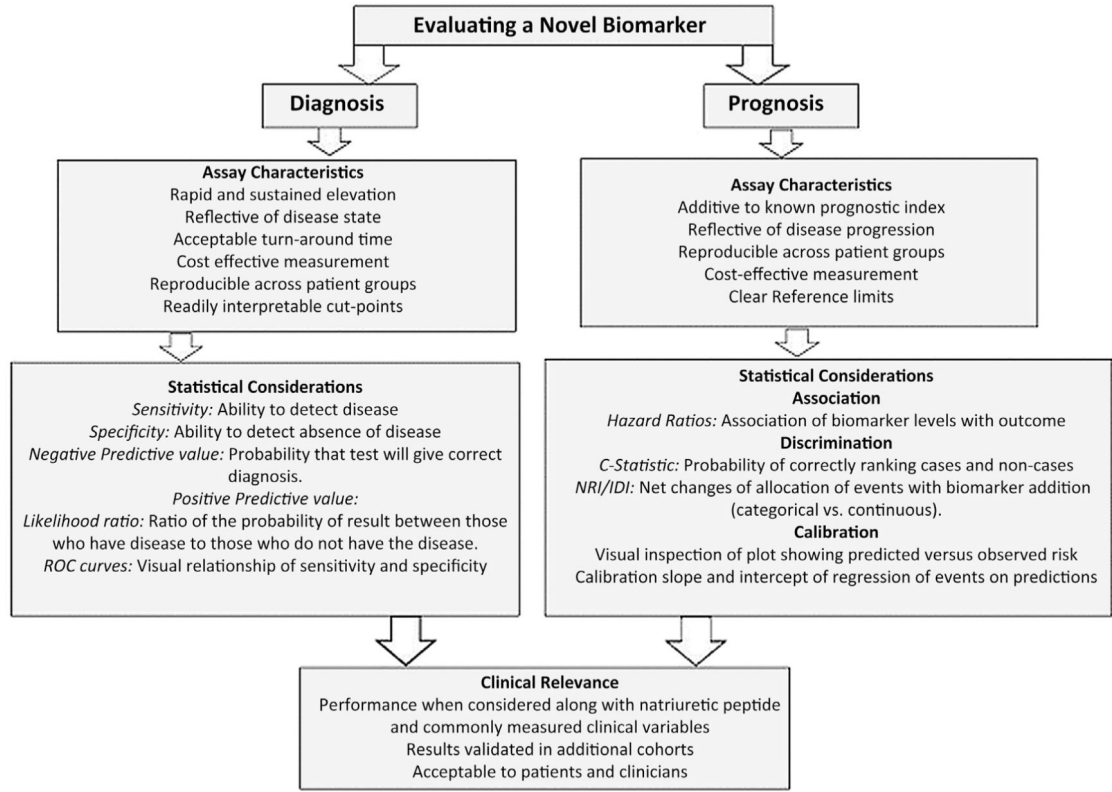 Evaluating a Novel Biomarker
Diagnosis
Assay Characteristics
Rapid and sustained elevation
Reflective of disease state
Acceptable turn-around time
Cost effective measurement
Reproducible across patient groups
Readily interpretable cut-points
Statistical Considerations
Sensitivity: Ability to detect disease
Specificity: Ability to detect absence of disease
Negative Predictive value: Probability that test will give correct
diagnosis.
Positive Predictive value:
Likelihood ratio: Ratio of the probability of result between those
who have disease to those who do not have the disease.
ROC curves: Visual relationship of sensitivity and specificity
Prognosis
Assay Characteristics
Additive to known prognostic index
Reflective of disease progression
Reproducible across patient groups
Cost-effective measurement
Clear Reference limits
Statistical Considerations
Association
Hazard Ratios: Association of biomarker levels with outcome
Discrimination
C-Statistic: Probability of correctly ranking cases and non-cases
NRI/IDI: Net changes of allocation of events with biomarker addition
(categorical vs. continuous).
Calibration
Visual inspection of plot showing predicted versus observed risk
Calibration slope and intercept of regression of events on predictions
Clinical Relevance
Performance when considered along with natriuretic peptide
and commonly measured clinical variables
Results validated in additional cohorts
Acceptable to patients and clinicians